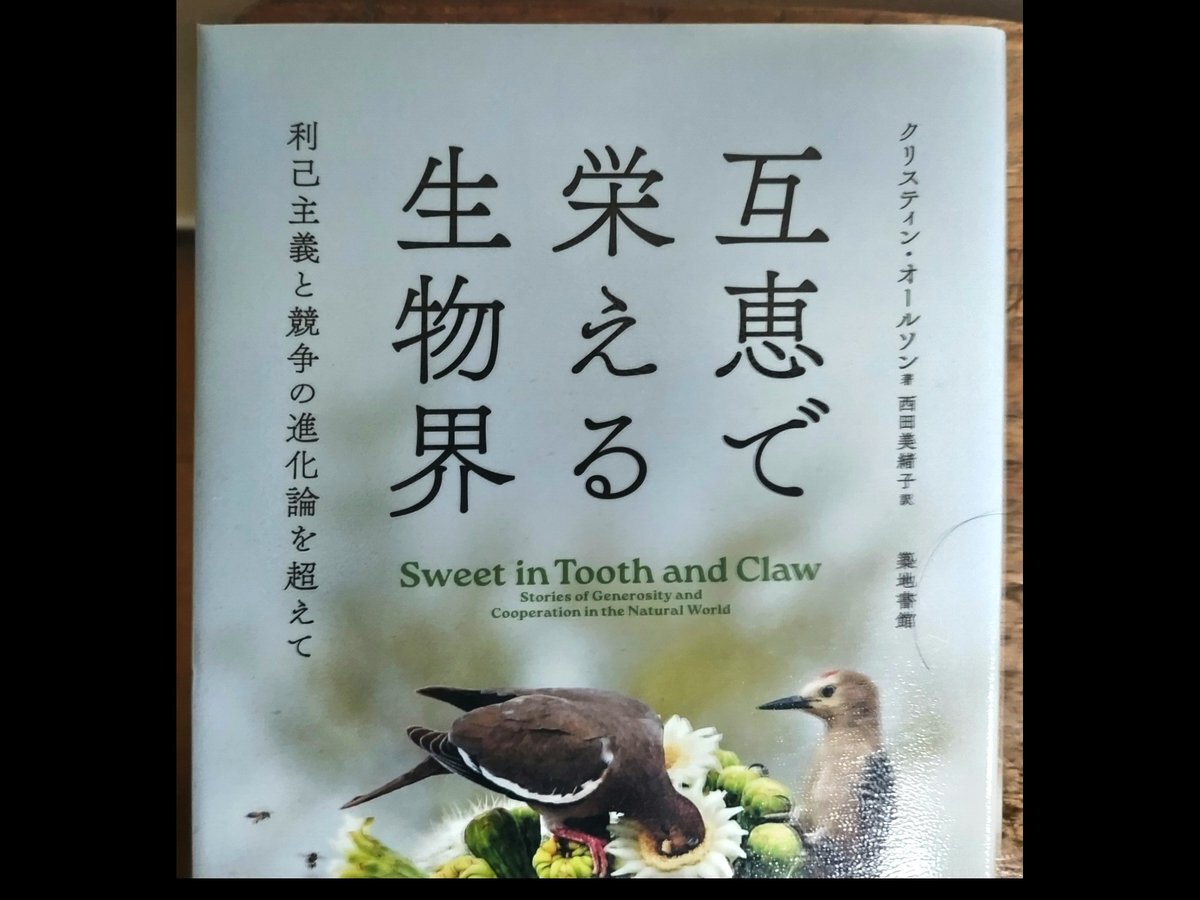 クリスティン・オールソン 著 西田美緒子 訳 築地書館
互恵で
栄える
生物界
利己主義と競争の進化論を超えて
Sweet in Tooth and Claw
Stories of Generosity and
Cooperation in the Natural World